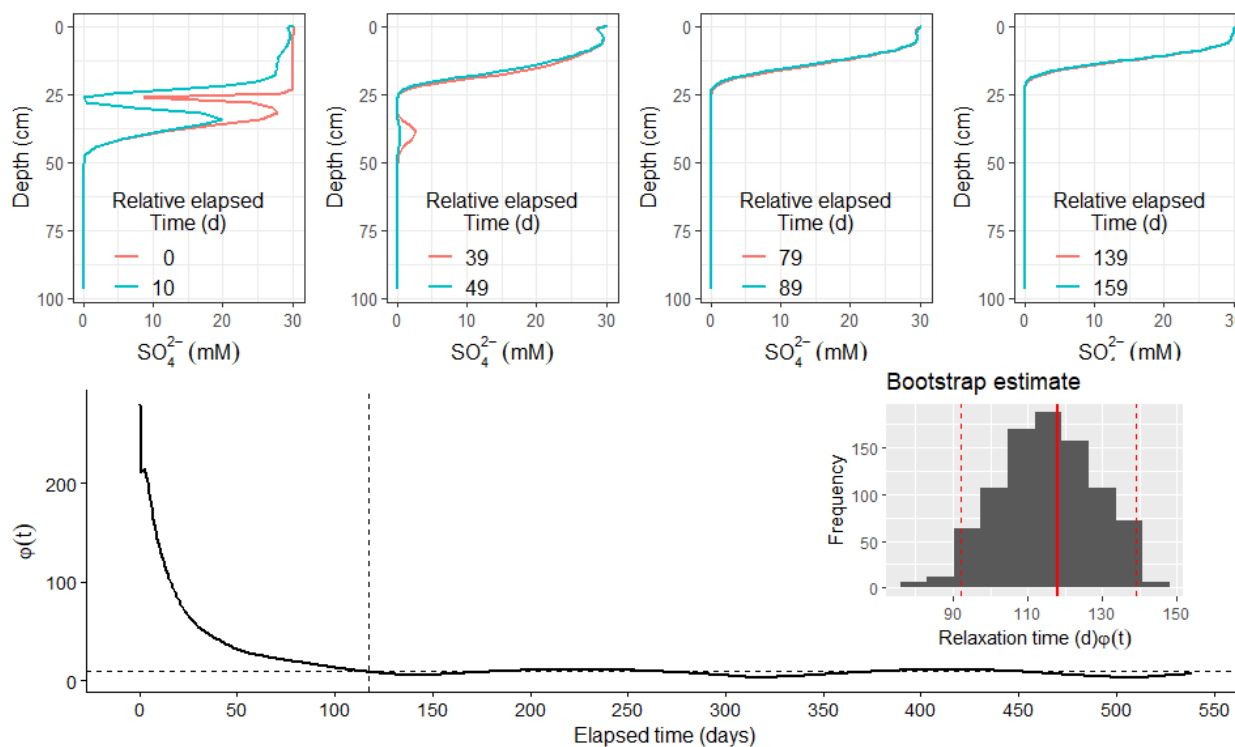 0
25
50
75
100
Depth (cm)
Relative elapsed
Time (d)
0
10
0 10 20 30
SO₄²⁻ (mM)
0
25
50
75
100
Depth (cm)
Relative elapsed
Time (d)
39
49
0 10 20 30
SO₄²⁻ (mM)
0
25
50
75
100
Depth (cm)
Relative elapsed
Time (d)
79
89
0 10 20 30
SO₄²⁻ (mM)
0
25
50
75
100
Depth (cm)
Relative elapsed
Time (d)
139
159
0 10 20 30
SO₄²⁻ (mM)
200
100
0
φ(t)
0 50 100 150 200 250 300 350 400 450 500 550
Elapsed time (days)
Bootstrap estimate
150
100
50
0
Frequency
90 110 130 150
Relaxation time (d)φ(t)